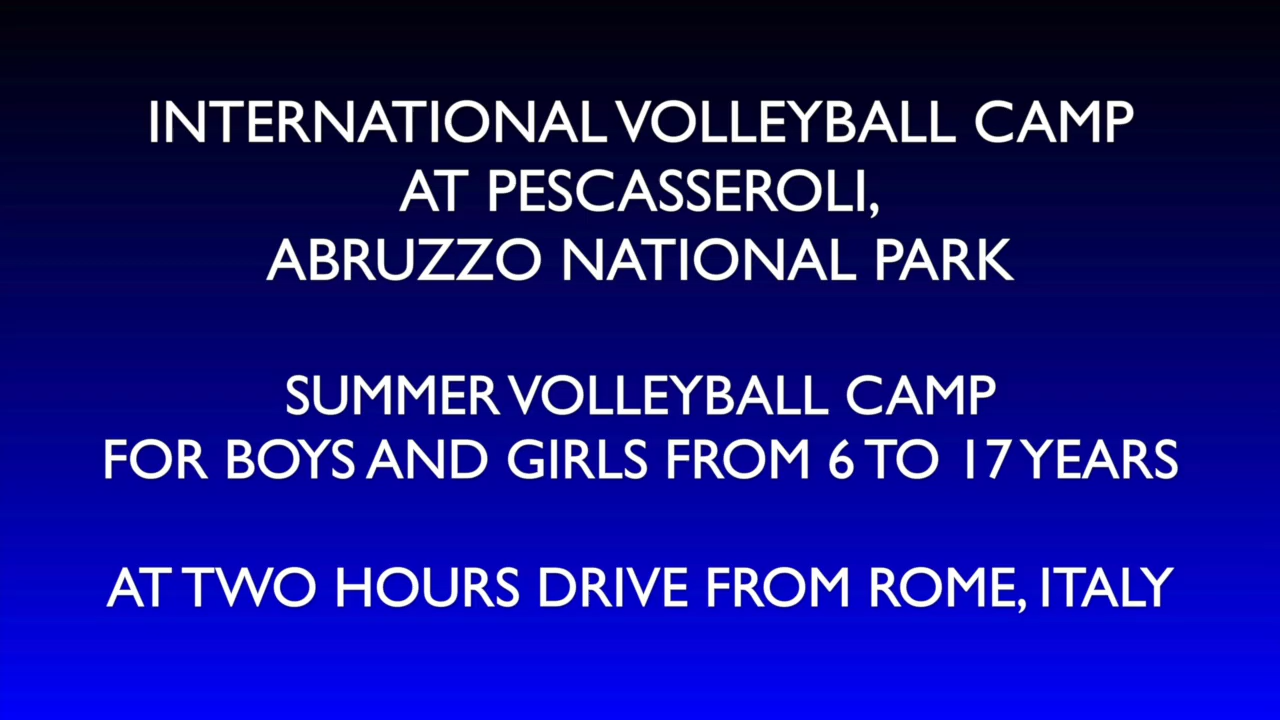 INTERNATIONAL VOLLEYBALL CAMP
AT PESCASSEROLI,
ABRUZZO NATIONAL PARK
SUMMER VOLLEYBALL CAMP
FOR BOYS AND GIRLS FROM 6 TO 17 YEARS
AT TWO HOURS DRIVE FROM ROME, ITALY